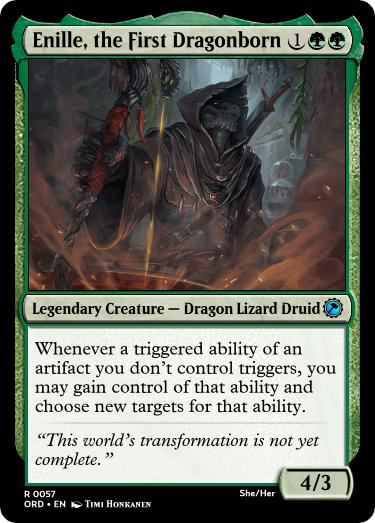 Enille, the First Dragonborn 1
Legendary Creature — Dragon Lizard Druid
Whenever a triggered ability of an
artifact you don't control triggers, you
may gain control of that ability and
choose new targets for that ability.
“This world's transformation is not yet
complete.”
4/3
R 0057 She/Her
ORD • EN Timi Honkanen